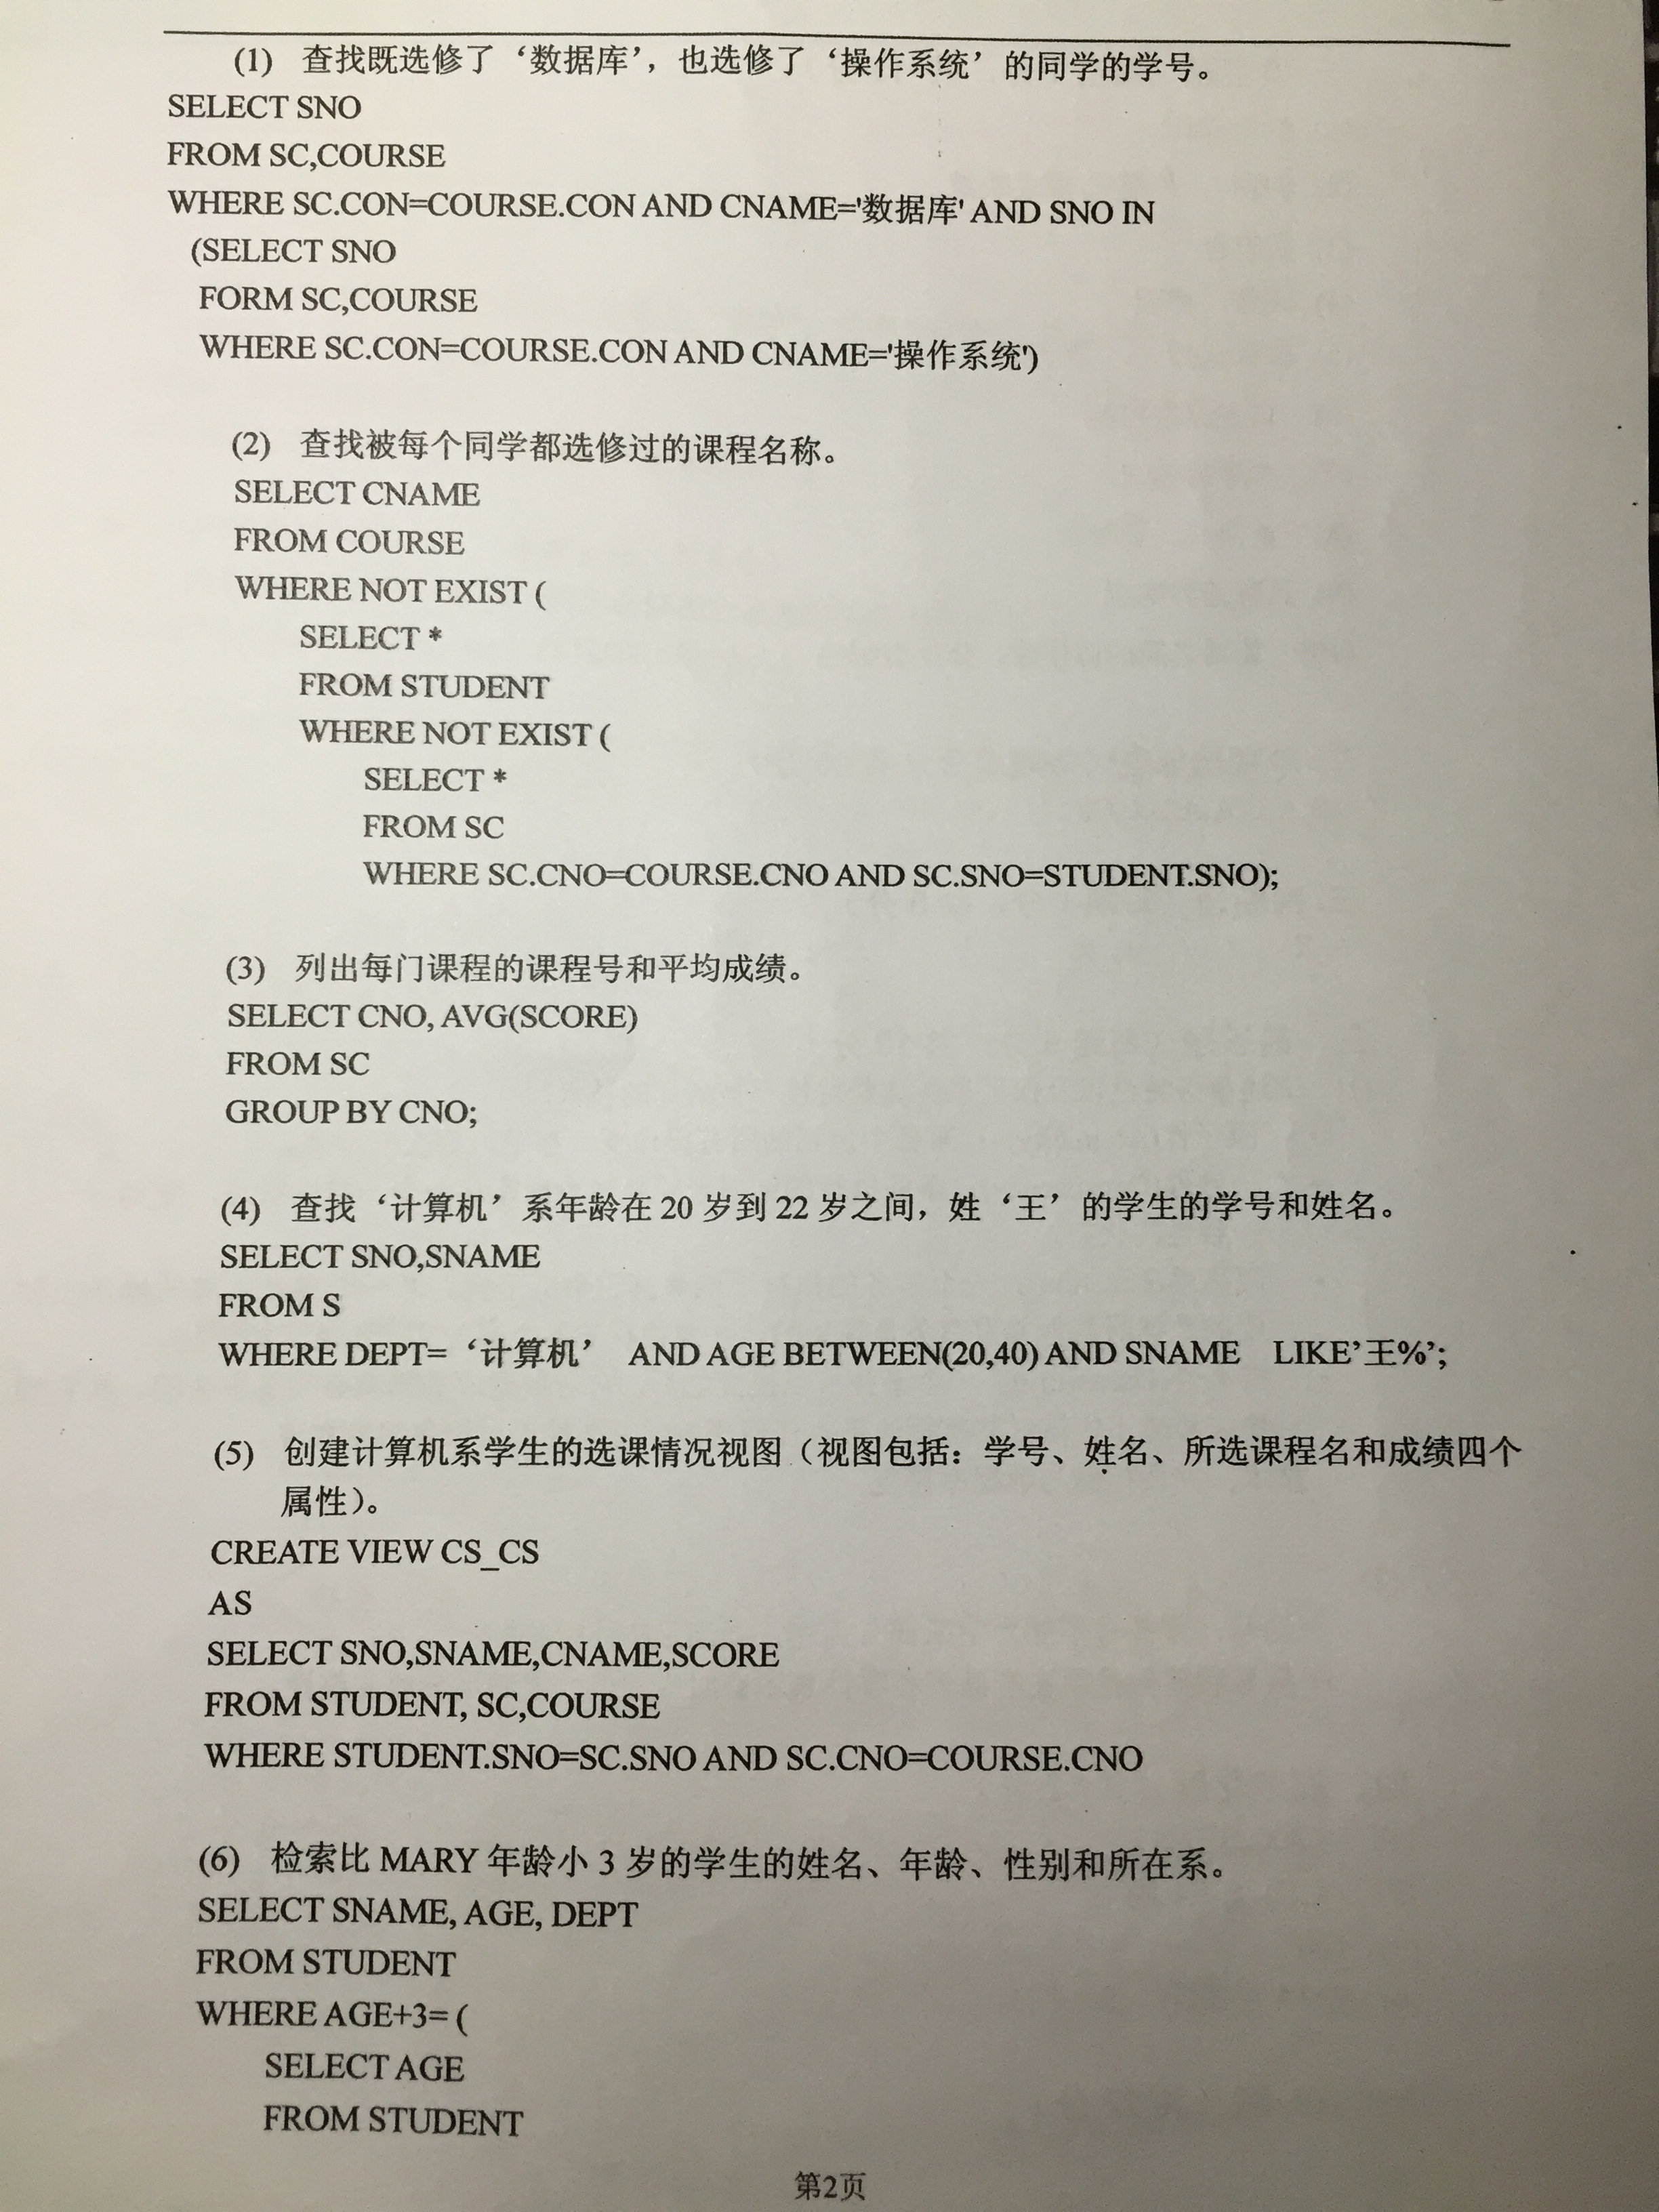 (1) 查找既选修了‘数据库’，也选修了‘操作系统’的同学的学号。
SELECT SNO
FROM SC,COURSE
WHERE SC.CON=COURSE.CON AND CNAME='数据库' AND SNO IN
(SELECT SNO
FORM SC,COURSE
WHERE SC.CON=COURSE.CON AND CNAME='操作系统')
(2) 查找被每个同学都选修过的课程名称。
SELECT CNAME
FROM COURSE
WHERE NOT EXIST (
SELECT *
FROM STUDENT
WHERE NOT EXIST (
SELECT *
FROM SC
WHERE SC.CNO=COURSE.CNO AND SC.SNO=STUDENT.SNO);
(3) 列出每门课程的课程号和平均成绩。
SELECT CNO, AVG(SCORE)
FROM SC
GROUP BY CNO;
(4) 查找‘计算机’系年龄在 20 岁到 22 岁之间，姓‘王’的学生的学号和姓名。
SELECT SNO,SNAME
FROM S
WHERE DEPT=‘计算机’ AND AGE BETWEEN(20,40) AND SNAME LIKE’王%’;
(5) 创建计算机系学生的选课情况视图（视图包括：学号、姓名、所选课程名和成绩四个
属性）。
CREATE VIEW CS_CS
AS
SELECT SNO,SNAME,CNAME,SCORE
FROM STUDENT, SC,COURSE
WHERE STUDENT.SNO=SC.SNO AND SC.CNO=COURSE.CNO
(6) 检索比 MARY 年龄小 3 岁的学生的姓名、年龄、性别和所在系。
SELECT SNAME, AGE, DEPT
FROM STUDENT
WHERE AGE+3= (
SELECT AGE
FROM STUDENT
第2页